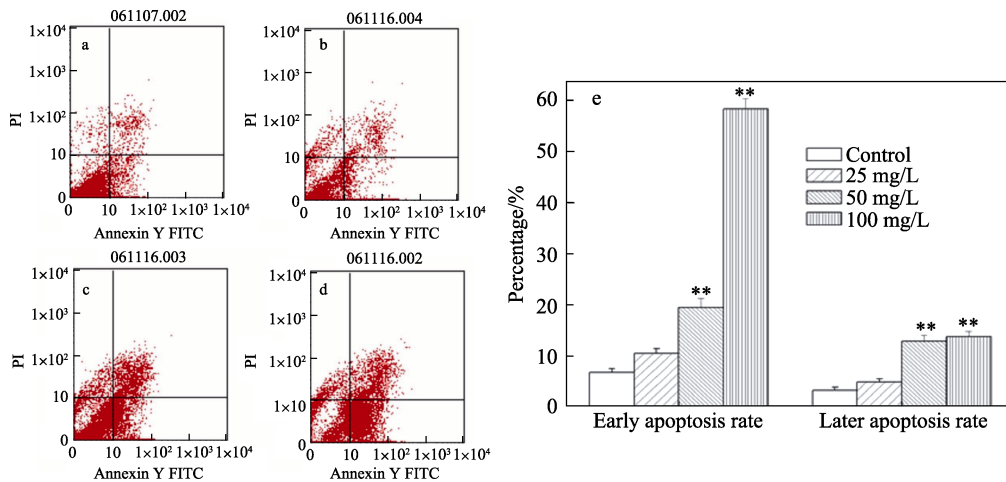 061107.002
a
1×10⁴
1×10³
1×10²
10
0
PI
0 10 1×10² 1×10³ 1×10⁴
Annexin Y FITC
061116.004
b
1×10⁴
1×10³
1×10²
10
0
PI
0 10 1×10² 1×10³ 1×10⁴
Annexin Y FITC
061116.003
c
1×10⁴
1×10³
1×10²
10
0
PI
0 10 1×10² 1×10³ 1×10⁴
Annexin Y FITC
061116.002
d
1×10⁴
1×10³
1×10²
1×10
0
PI
0 10 1×10² 1×10³ 1×10⁴
Annexin Y FITC
e
60
50
40
30
20
10
0
Percentage/%
**
**
**
**
Control
25 mg/L
50 mg/L
100 mg/L
Early apoptosis rate
Later apoptosis rate